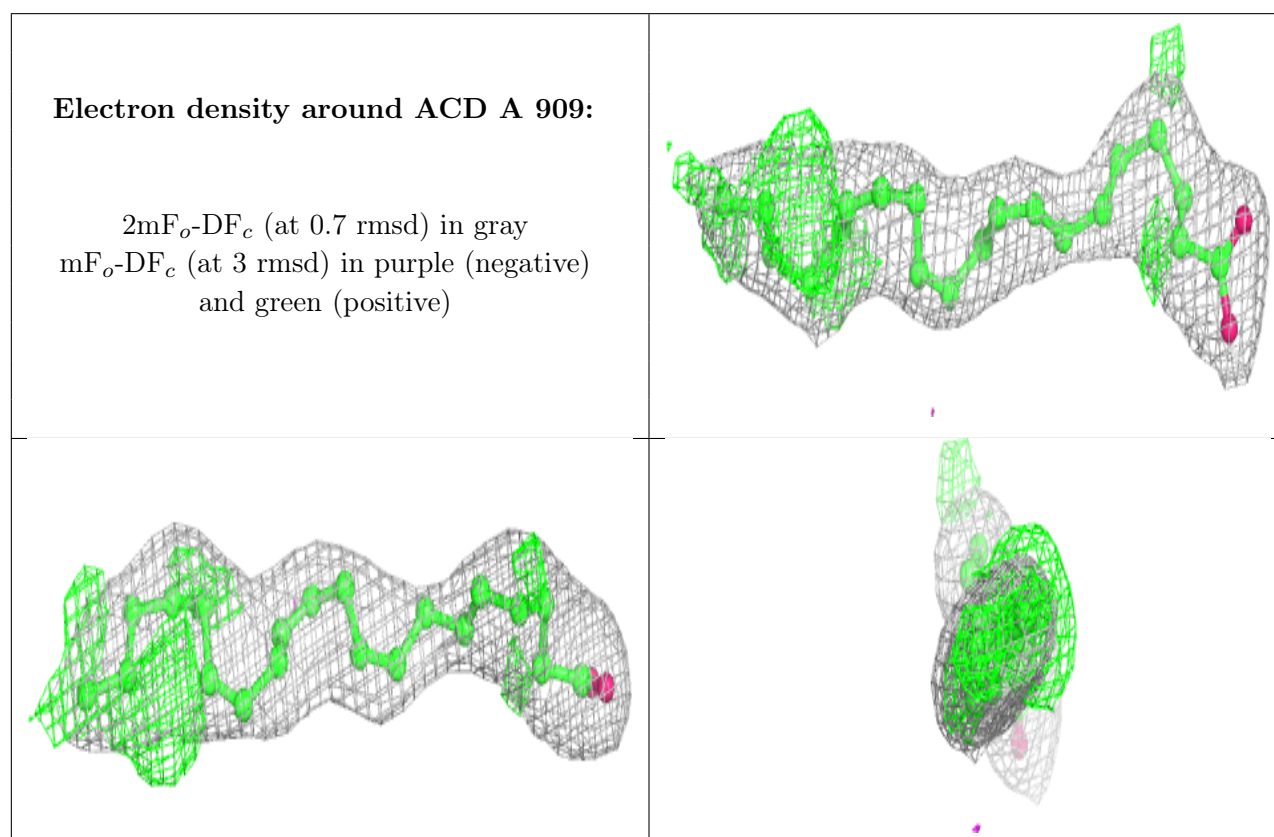 Electron density around ACD A 909:
2mFₒ-DF𝒸 (at 0.7 rmsd) in gray
mFₒ-DF𝒸 (at 3 rmsd) in purple (negative)
and green (positive)